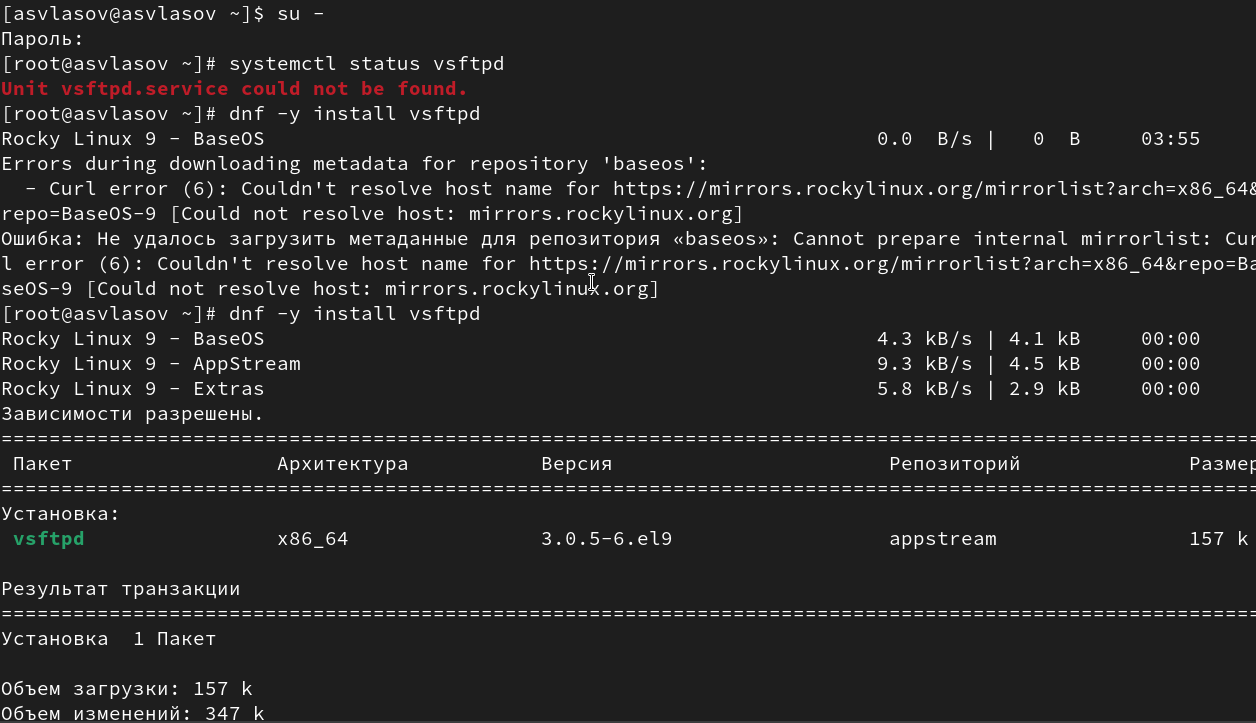 [asvlasov@asvlasov ~]$ su -
Пароль:
[root@asvlasov ~]# systemctl status vsftpd
Unit vsftpd.service could not be found.
[root@asvlasov ~]# dnf -y install vsftpd
Rocky Linux 9 - BaseOS 0.0 B/s | 0 B 03:55
Errors during downloading metadata for repository 'baseos':
- Curl error (6): Couldn't resolve host name for https://mirrors.rockylinux.org/mirrorlist?arch=x86_64&
repo=BaseOS-9 [Could not resolve host: mirrors.rockylinux.org]
Ошибка: Не удалось загрузить метаданные для репозитория «baseos»: Cannot prepare internal mirrorlist: Cur
l error (6): Couldn't resolve host name for https://mirrors.rockylinux.org/mirrorlist?arch=x86_64&repo=Ba
seOS-9 [Could not resolve host: mirrors.rockylinux.org]
[root@asvlasov ~]# dnf -y install vsftpd
Rocky Linux 9 - BaseOS 4.3 kB/s | 4.1 kB 00:00
Rocky Linux 9 - AppStream 9.3 kB/s | 4.5 kB 00:00
Rocky Linux 9 - Extras 5.8 kB/s | 2.9 kB 00:00
Зависимости разрешены.
=========================================================================================================
Пакет Архитектура Версия Репозиторий Размер
=========================================================================================================
Установка:
vsftpd x86_64 3.0.5-6.el9 appstream 157 k
Результат транзакции
=========================================================================================================
Установка 1 Пакет
Объем загрузки: 157 k
Объем изменений: 347 k